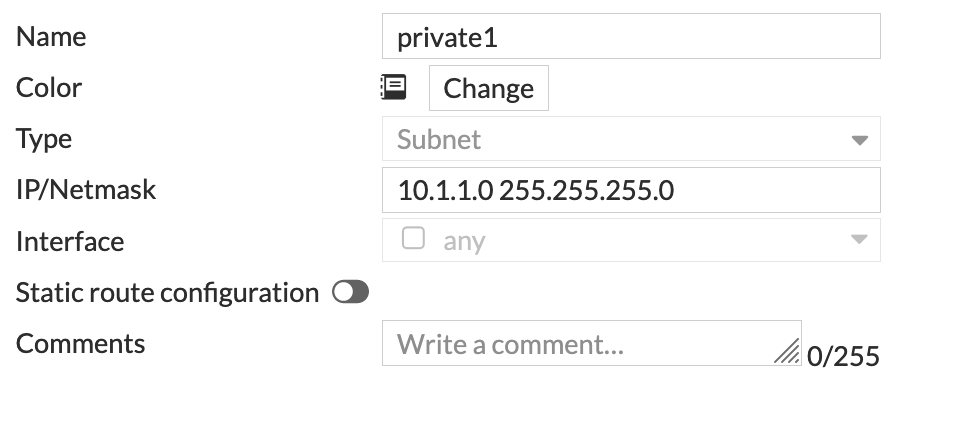 Name private1
Color Change
Type Subnet
IP/Netmask 10.1.1.0 255.255.255.0
Interface any
Static route configuration
Comments Write a comment... 0/255